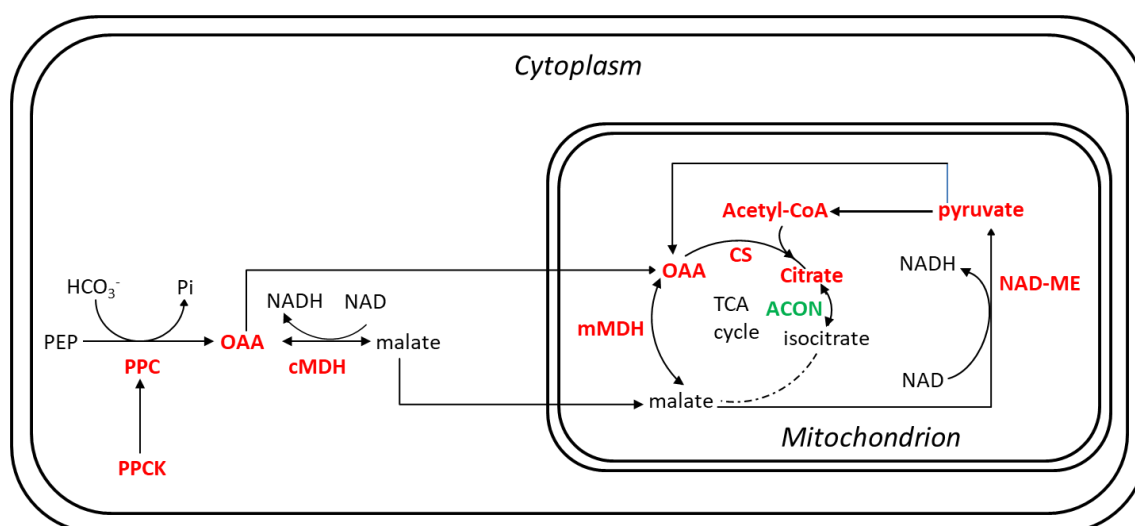 Cytoplasm
Acetyl-CoA
pyruvate
OAA
CS
Citrate
NADH
NAD-ME
HCO₃⁻
Pi
NADH
NAD
TCA
cycle
ACON
mMDH
isocitrate
PEP
OAA
malate
PPC
cMDH
NAD
malate
Mitochondrion
PPCK